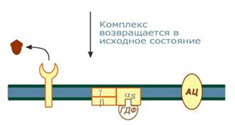 Комплекс
возвращается в
исходное состояние
γ αs АЦ
β
ГДФ